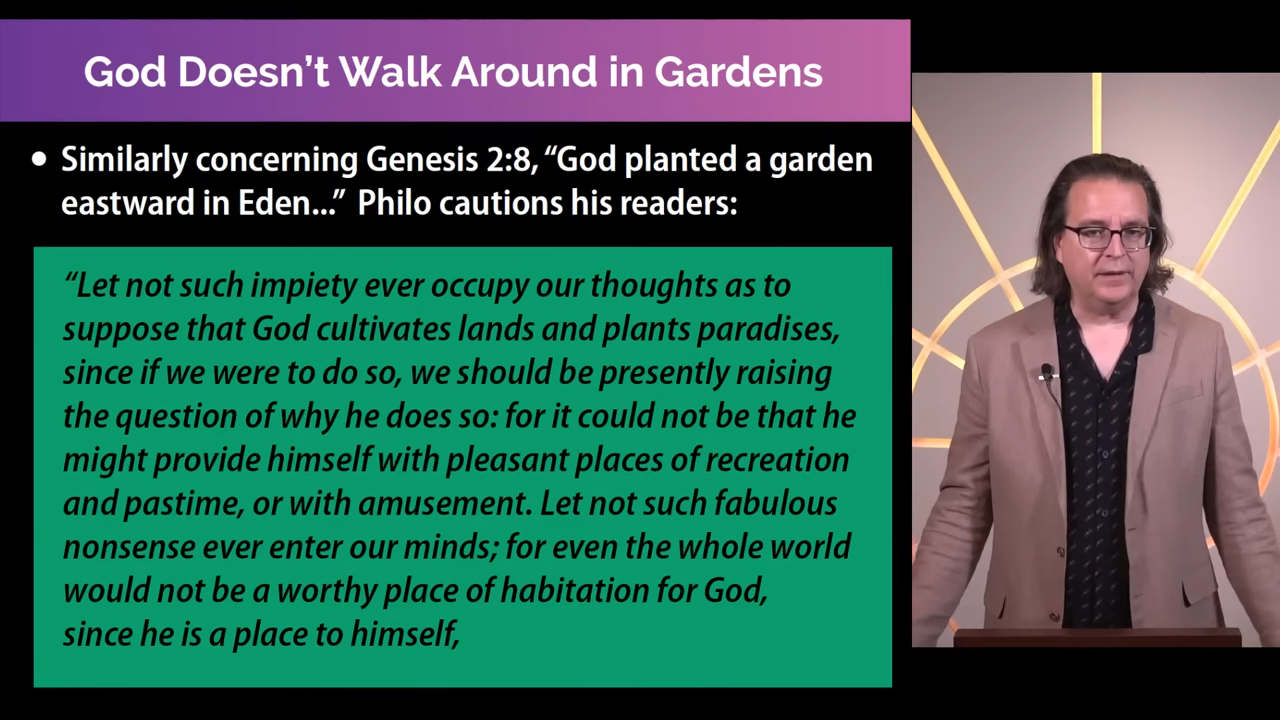 God Doesn’t Walk Around in Gardens
• Similarly concerning Genesis 2:8, “God planted a garden
eastward in Eden...” Philo cautions his readers:
“Let not such impiety ever occupy our thoughts as to
suppose that God cultivates lands and plants paradises,
since if we were to do so, we should be presently raising
the question of why he does so: for it could not be that he
might provide himself with pleasant places of recreation
and pastime, or with amusement. Let not such fabulous
nonsense ever enter our minds; for even the whole world
would not be a worthy place of habitation for God,
since he is a place to himself,